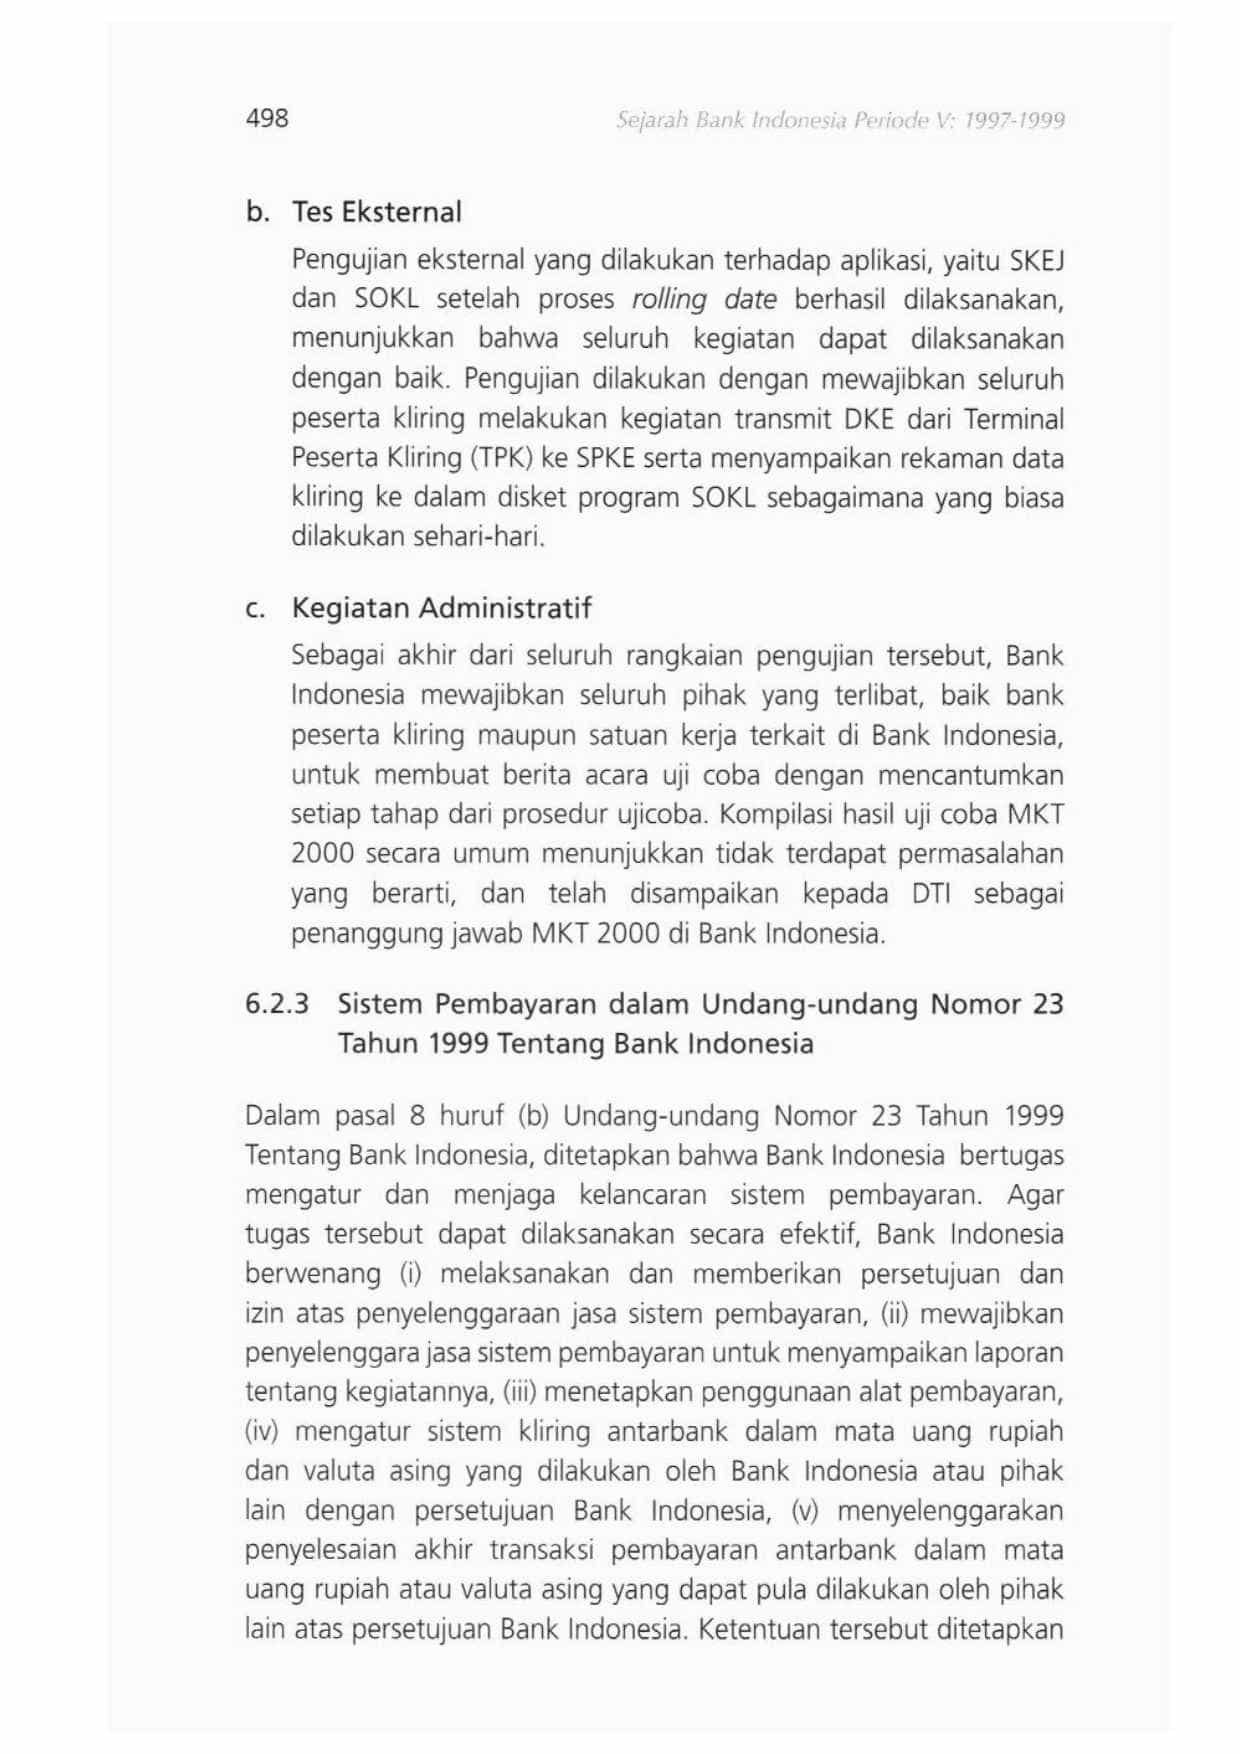 498
Sejarah Bank Indonesia Periode V: 1997-1999
b. Tes Eksternal
Pengujian eksternal yang dilakukan terhadap aplikasi, yaitu SKEJ
dan SOKL setelah proses rolling date berhasil dilaksanakan,
menunjukkan bahwa seluruh kegiatan dapat dilaksanakan
dengan baik. Pengujian dilakukan dengan mewajibkan seluruh
peserta kliring melakukan kegiatan transmit DKE dari Terminal
Peserta Kliring (TPK) ke SPKE serta menyampaikan rekaman data
kliring ke dalam disket program SOKL sebagaimana yang biasa
dilakukan sehari-hari.
c. Kegiatan Administratif
Sebagai akhir dari seluruh rangkaian pengujian tersebut, Bank
Indonesia mewajibkan seluruh pihak yang terlibat, baik bank
peserta kliring maupun satuan kerja terkait di Bank Indonesia,
untuk membuat berita acara uji coba dengan mencantumkan
setiap tahap dari prosedur ujicoba. Kompilasi hasil uji coba MKT
2000 secara umum menunjukkan tidak terdapat permasalahan
yang berarti, dan telah disampaikan kepada DTI sebagai
penanggung jawab MKT 2000 di Bank Indonesia.
6.2.3 Sistem Pembayaran dalam Undang-undang Nomor 23
Tahun 1999 Tentang Bank Indonesia
Dalam pasal 8 huruf (b) Undang-undang Nomor 23 Tahun 1999
Tentang Bank Indonesia, ditetapkan bahwa Bank Indonesia bertugas
mengatur dan menjaga kelancaran sistem pembayaran. Agar
tugas tersebut dapat dilaksanakan secara efektif, Bank Indonesia
berwenang (i) melaksanakan dan memberikan persetujuan dan
izin atas penyelenggaraan jasa sistem pembayaran, (ii) mewajibkan
penyelenggara jasa sistem pembayaran untuk menyampaikan laporan
tentang kegiatannya, (iii) menetapkan penggunaan alat pembayaran,
(iv) mengatur sistem kliring antarbank dalam mata uang rupiah
dan valuta asing yang dilakukan oleh Bank Indonesia atau pihak
lain dengan persetujuan Bank Indonesia, (v) menyelenggarakan
penyelesaian akhir transaksi pembayaran antarbank dalam mata
uang rupiah atau valuta asing yang dapat pula dilakukan oleh pihak
lain atas persetujuan Bank Indonesia. Ketentuan tersebut ditetapkan